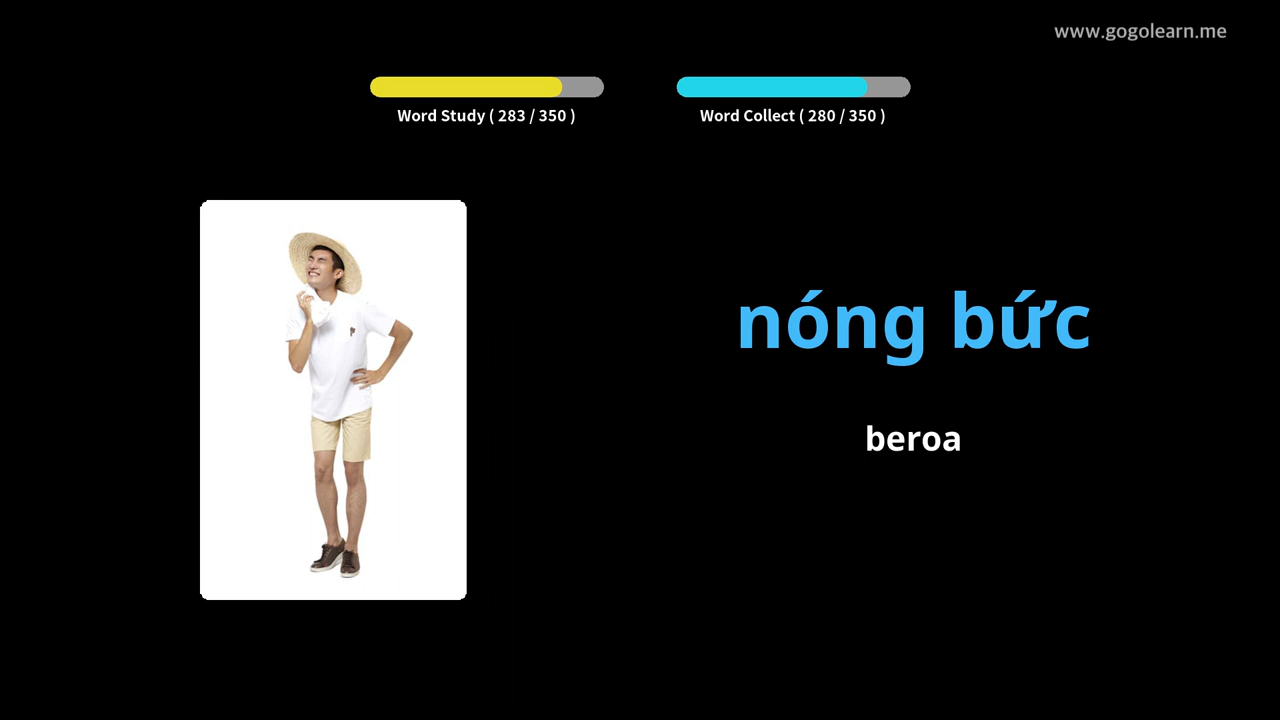 www.gogolearn.me
Word Study ( 283 / 350 )
Word Collect ( 280 / 350 )
nóng bức
beroa